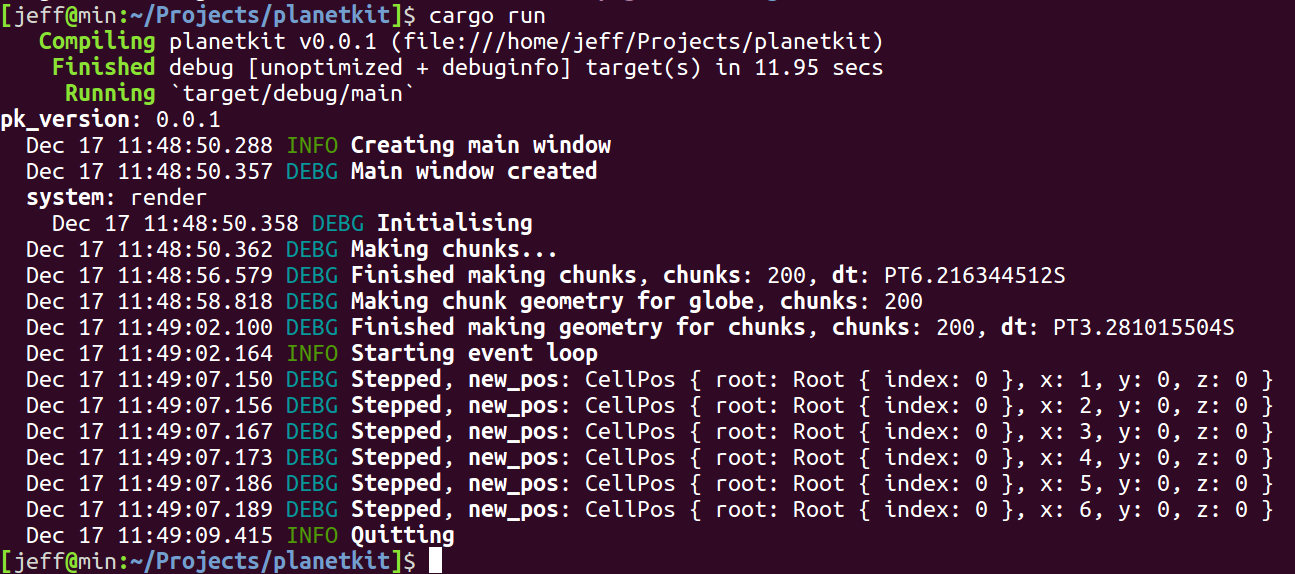 [jeff@min:~/Projects/planetkit]$ cargo run
   Compiling planetkit v0.0.1 (file:///home/jeff/Projects/planetkit)
    Finished debug [unoptimized + debuginfo] target(s) in 11.95 secs
     Running `target/debug/main`
pk_version: 0.0.1
  Dec 17 11:48:50.288 INFO Creating main window
  Dec 17 11:48:50.357 DEBG Main window created
  system: render
    Dec 17 11:48:50.358 DEBG Initialising
  Dec 17 11:48:50.362 DEBG Making chunks...
  Dec 17 11:48:56.579 DEBG Finished making chunks, chunks: 200, dt: PT6.216344512S
  Dec 17 11:48:58.818 DEBG Making chunk geometry for globe, chunks: 200
  Dec 17 11:49:02.100 DEBG Finished making geometry for chunks, chunks: 200, dt: PT3.281015504S
  Dec 17 11:49:02.164 INFO Starting event loop
  Dec 17 11:49:07.150 DEBG Stepped, new_pos: CellPos { root: Root { index: 0 }, x: 1, y: 0, z: 0 }
  Dec 17 11:49:07.156 DEBG Stepped, new_pos: CellPos { root: Root { index: 0 }, x: 2, y: 0, z: 0 }
  Dec 17 11:49:07.167 DEBG Stepped, new_pos: CellPos { root: Root { index: 0 }, x: 3, y: 0, z: 0 }
  Dec 17 11:49:07.173 DEBG Stepped, new_pos: CellPos { root: Root { index: 0 }, x: 4, y: 0, z: 0 }
  Dec 17 11:49:07.186 DEBG Stepped, new_pos: CellPos { root: Root { index: 0 }, x: 5, y: 0, z: 0 }
  Dec 17 11:49:07.189 DEBG Stepped, new_pos: CellPos { root: Root { index: 0 }, x: 6, y: 0, z: 0 }
  Dec 17 11:49:09.415 INFO Quitting
[jeff@min:~/Projects/planetkit]$